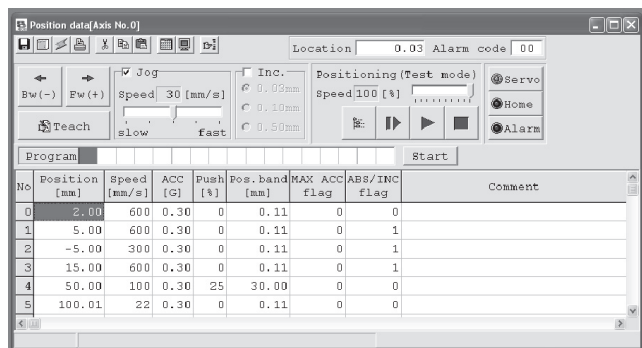 Position data[Axis No.0]
Location 0.03 Alarm code 00
Jog
Inc.
Positioning(Test mode)
Bw(-) Fw(+)
Speed 30 [mm/s]
0.03mm
Speed 100 [%]
Servo
0.10mm
Home
Teach
slow fast
0.50mm
Alarm
Program
Start
No Position [mm] Speed [mm/s] ACC [G] Push [%] Pos.band [mm] MAX ACC flag ABS/INC flag Comment
0 2.00 600 0.30 0 0.11 0 0
1 5.00 600 0.30 0 0.11 0 1
2 -5.00 300 0.30 0 0.11 0 1
3 15.00 600 0.30 0 0.11 0 1
4 50.00 100 0.30 25 30.00 0 0
5 100.01 22 0.30 0 0.11 0 0